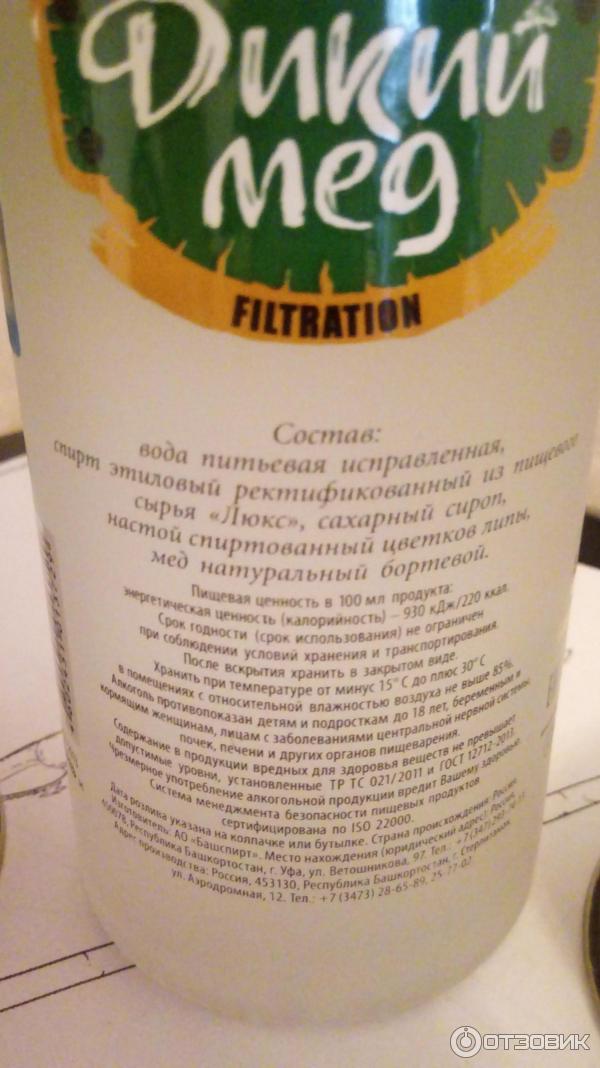 Дикий
мед
FILTRATION
Состав:
вода питьевая исправленная,
спирт этиловый ректификованный из пищевого
сырья «Люкс», сахарный сироп,
настой спиртованный цветков липы,
мед натуральный бортевой.
Пищевая ценность в 100 мл продукта:
энергетическая ценность (калорийность) – 930 кДж/220 ккал.
Срок годности (срок использования) не ограничен
при соблюдении условий хранения и транспортирования.
После вскрытия хранить в закрытом виде.
Хранить при температуре от минус 15° С до плюс 30° С
в помещениях с относительной влажностью воздуха не выше 85%.
Алкоголь противопоказан детям и подросткам до 18 лет, беременным и
кормящим женщинам, лицам с заболеваниями центральной нервной системы,
почек, печени и других органов пищеварения.
Содержание в продукции вредных для здоровья веществ не превышает
допустимые уровни, установленные ТР ТС 021/2011 и ГОСТ 12712-2013.
Чрезмерное употребление алкогольной продукции вредит Вашему здоровью.
Система менеджмента безопасности пищевых продуктов
сертифицирована по ISO 22000.
Дата розлива указана на колпачке или бутылке. Страна происхождения: Россия.
Изготовитель: АО «Башспирт». Место нахождения (юридический адрес): Россия,
450078, Республика Башкортостан, г. Уфа, ул. Ветошникова, 97. Тел.: +7 (347)
Адрес производства: Россия, 453130, Республика Башкортостан, г. Стерлитамак,
ул. Аэродромная, 12. Тел.: +7 (3473) 28-65-89, 25-77-02
ОТЗОВИК